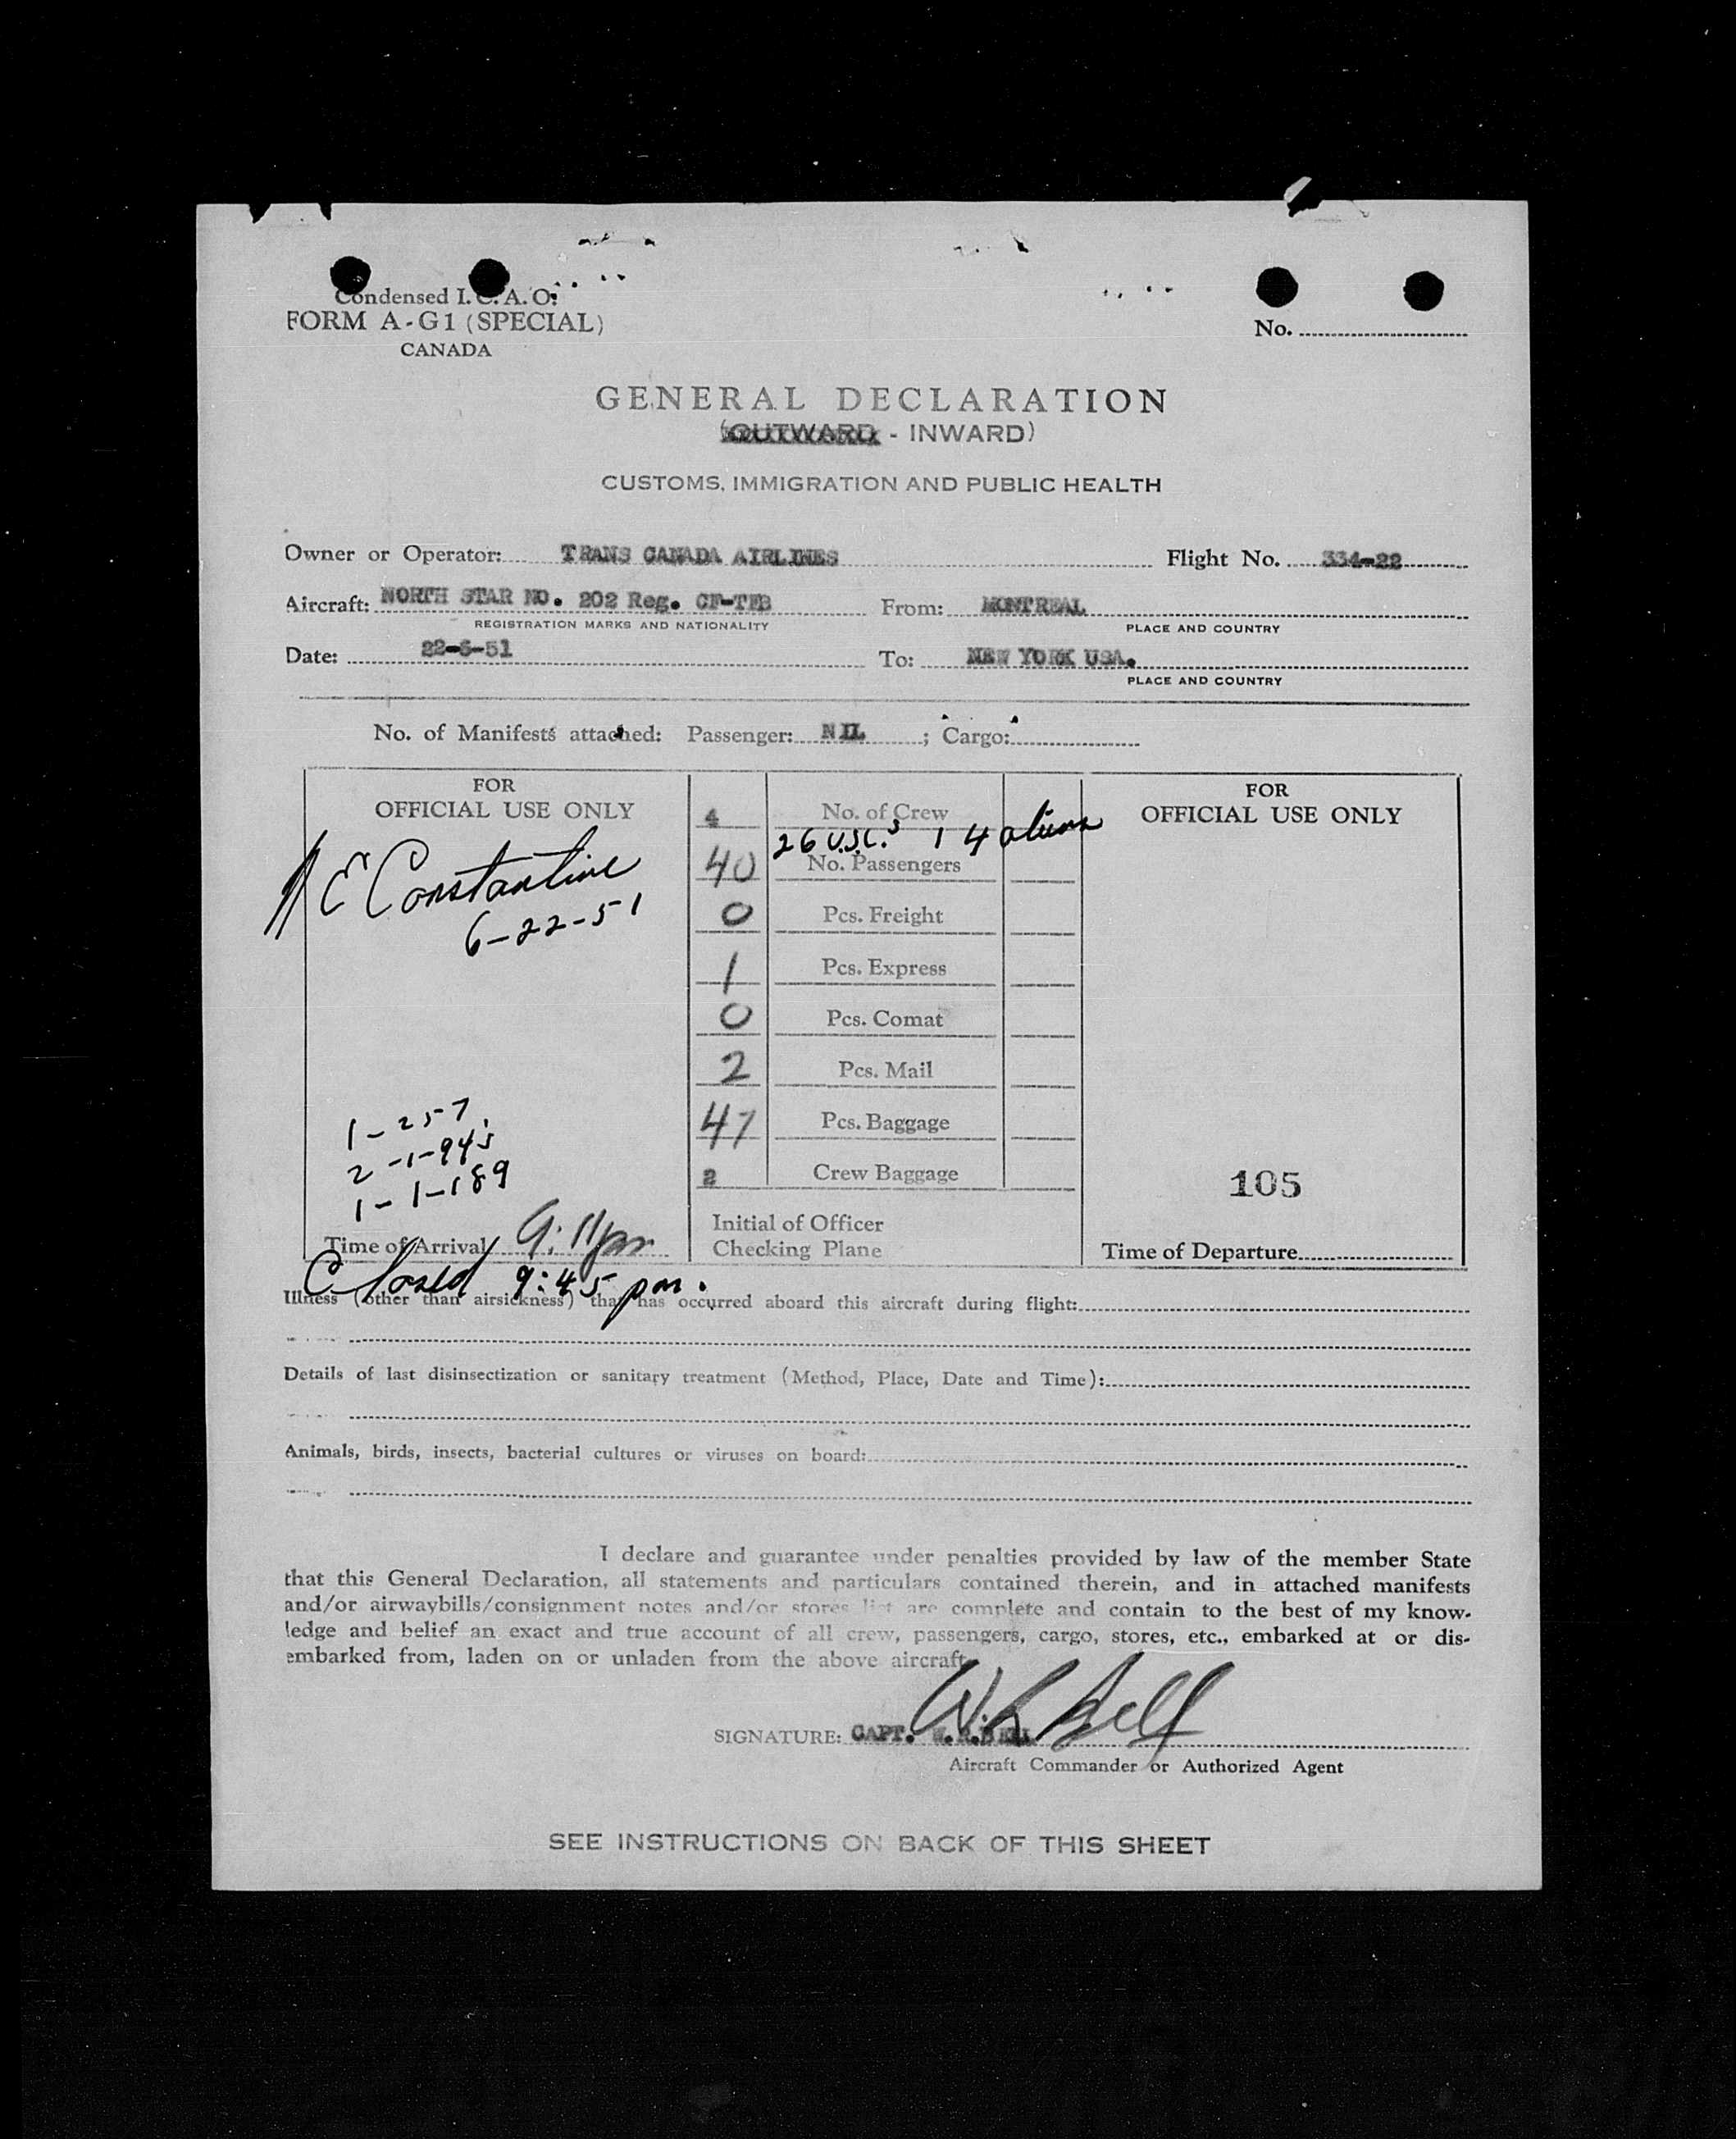 Condensed I.C.A.O.
FORM A-G1 (SPECIAL)
CANADA
No.
GENERAL DECLARATION
(OUTWARD - INWARD)
CUSTOMS, IMMIGRATION AND PUBLIC HEALTH
Owner or Operator: TRANS CANADA AIRLINES Flight No. 334-22
Aircraft: NORTH STAR NO. 202 Reg. CF-TFB From: MONTREAL
REGISTRATION MARKS AND NATIONALITY PLACE AND COUNTRY
Date: 22-6-51 To: NEW YORK USA.
PLACE AND COUNTRY
No. of Manifests attached: Passenger: NIL ; Cargo:
FOR
OFFICIAL USE ONLY
E Constantine
6-22-51
1-257
2-1-945
1-1-189
Time of Arrival 9:11pm
Closed 9:45 pm.
4 No. of Crew
26 U.S.C.s 14 aliens
40 No. Passengers
0 Pcs. Freight
1 Pcs. Express
0 Pcs. Comat
2 Pcs. Mail
47 Pcs. Baggage
2 Crew Baggage
Initial of Officer
Checking Plane
FOR
OFFICIAL USE ONLY
105
Time of Departure
Illness (other than airsickness) that has occurred aboard this aircraft during flight:
Details of last disinsectization or sanitary treatment (Method, Place, Date and Time):
Animals, birds, insects, bacterial cultures or viruses on board:
I declare and guarantee under penalties provided by law of the member State
that this General Declaration, all statements and particulars contained therein, and in attached manifests
and/or airwaybills/consignment notes and/or stores list are complete and contain to the best of my know-
ledge and belief an exact and true account of all crew, passengers, cargo, stores, etc., embarked at or dis-
embarked from, laden on or unladen from the above aircraft.
W R Bell
SIGNATURE: CAPT. W.R.BELL
Aircraft Commander or Authorized Agent
SEE INSTRUCTIONS ON BACK OF THIS SHEET